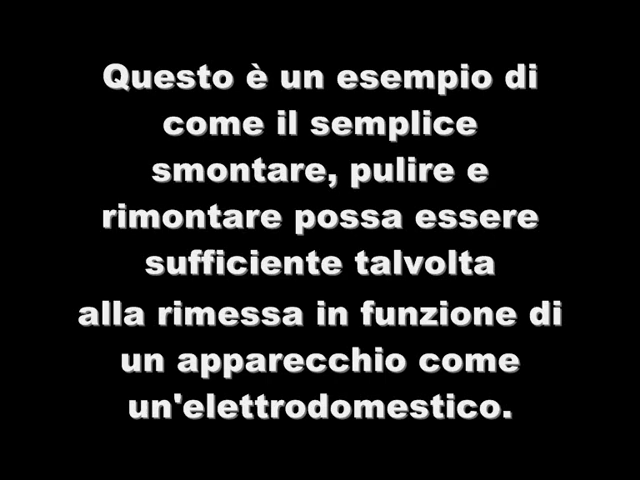 Questo è un esempio di
come il semplice
smontare, pulire e
rimontare possa essere
sufficiente talvolta
alla rimessa in funzione di
un apparecchio come
un'elettrodomestico.